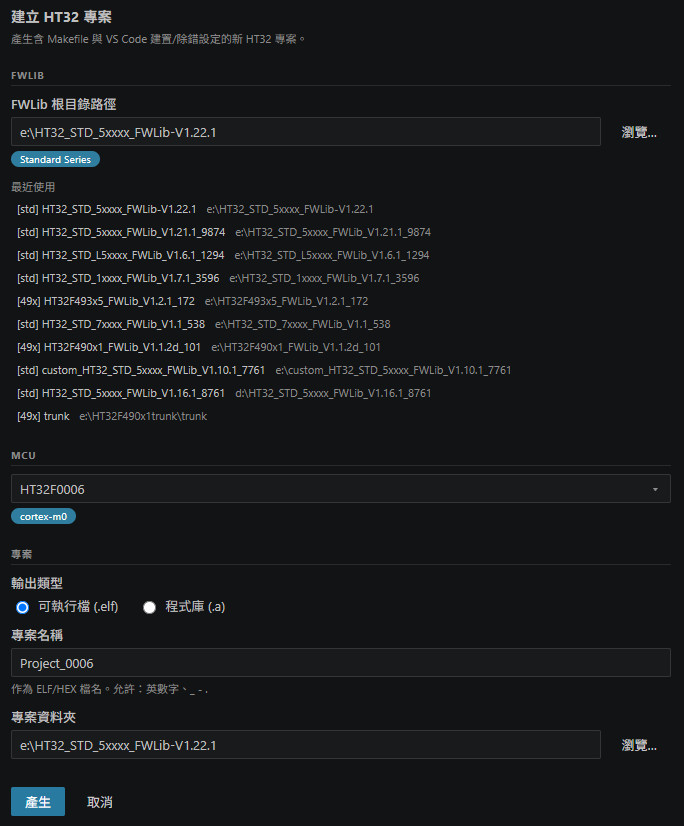 建立 HT32 專案
產生含 Makefile 與 VS Code 建置/除錯設定的新 HT32 專案。
FWLIB
FWLib 根目錄路徑
e:\HT32_STD_5xxxx_FWLib-V1.22.1 瀏覽...
Standard Series
最近使用
[std] HT32_STD_5xxxx_FWLib-V1.22.1 e:\HT32_STD_5xxxx_FWLib-V1.22.1
[std] HT32_STD_5xxxx_FWLib_V1.21.1_9874 e:\HT32_STD_5xxxx_FWLib_V1.21.1_9874
[std] HT32_STD_L5xxxx_FWLib_V1.6.1_1294 e:\HT32_STD_L5xxxx_FWLib_V1.6.1_1294
[std] HT32_STD_1xxxx_FWLib_V1.7.1_3596 e:\HT32_STD_1xxxx_FWLib_V1.7.1_3596
[49x] HT32F493x5_FWLib_V1.2.1_172 e:\HT32F493x5_FWLib_V1.2.1_172
[std] HT32_STD_7xxxx_FWLib_V1.1_538 e:\HT32_STD_7xxxx_FWLib_V1.1_538
[49x] HT32F490x1_FWLib_V1.1.2d_101 e:\HT32F490x1_FWLib_V1.1.2d_101
[std] custom_HT32_STD_5xxxx_FWLib_V1.10.1_7761 e:\custom_HT32_STD_5xxxx_FWLib_V1.10.1_7761
[std] HT32_STD_5xxxx_FWLib_V1.16.1_8761 d:\HT32_STD_5xxxx_FWLib_V1.16.1_8761
[49x] trunk e:\HT32F490x1trunk\trunk
MCU
HT32F0006
cortex-m0
專案
輸出類型
可執行檔 (.elf) 程式庫 (.a)
專案名稱
Project_0006
作為 ELF/HEX 檔名。允許：英數字、_ - .
專案資料夾
e:\HT32_STD_5xxxx_FWLib-V1.22.1 瀏覽...
產生 取消